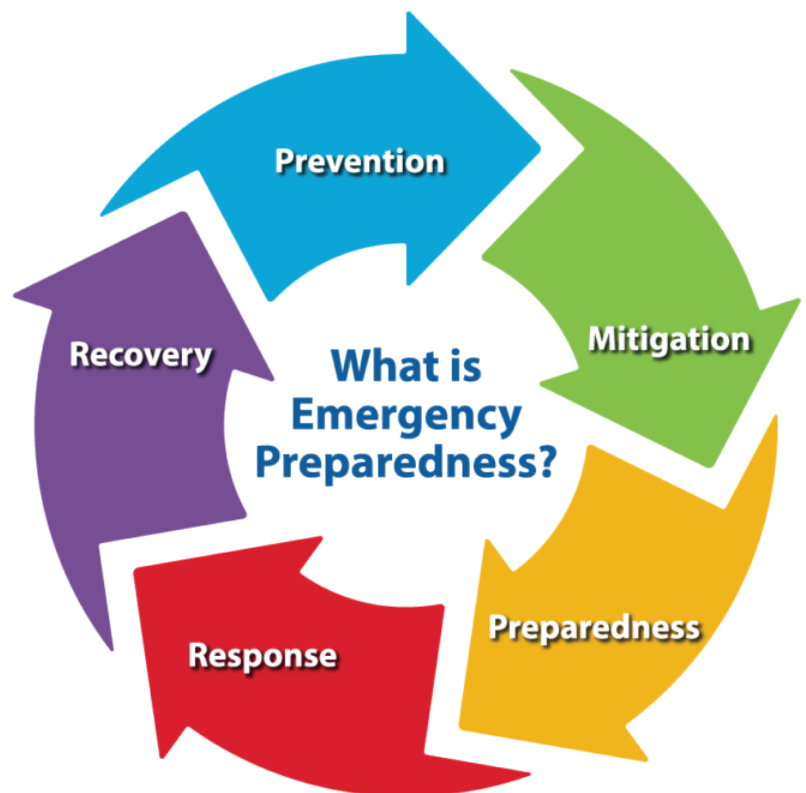 Prevention
Mitigation
Recovery
What is
Emergency
Preparedness?
Preparedness
Response